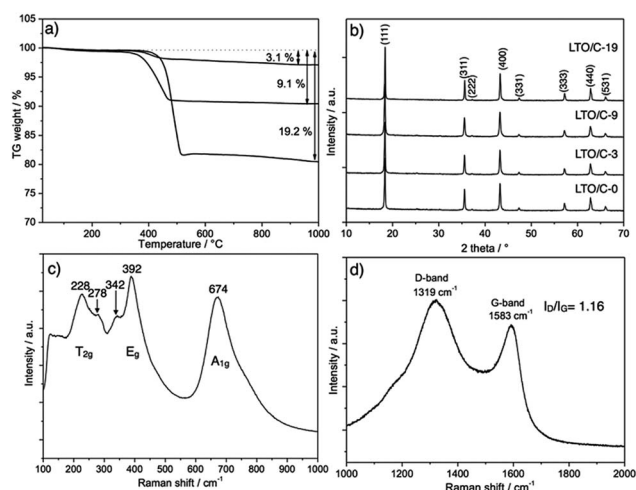 a)
TG weight / %
100
95
90
85
80
75
70
3.1 %
9.1 %
19.2 %
200 400 600 800 1000
Temperature / °C
b)
Intensity / a.u.
(111)
(311)
(222)
(400)
(331)
(333)
(440)
(531)
LTO/C-19
LTO/C-9
LTO/C-3
LTO/C-0
10 20 30 40 50 60 70
2 theta / °
c)
Intensity / a.u.
228
278
342
392
674
T2g
Eg
A1g
100 200 300 400 500 600 700 800 900 1000
Raman shift / cm-1
d)
Intensity / a.u.
D-band
1319 cm-1
G-band
1583 cm-1
ID/IG= 1.16
1000 1200 1400 1600 1800 2000
Raman shift / cm-1